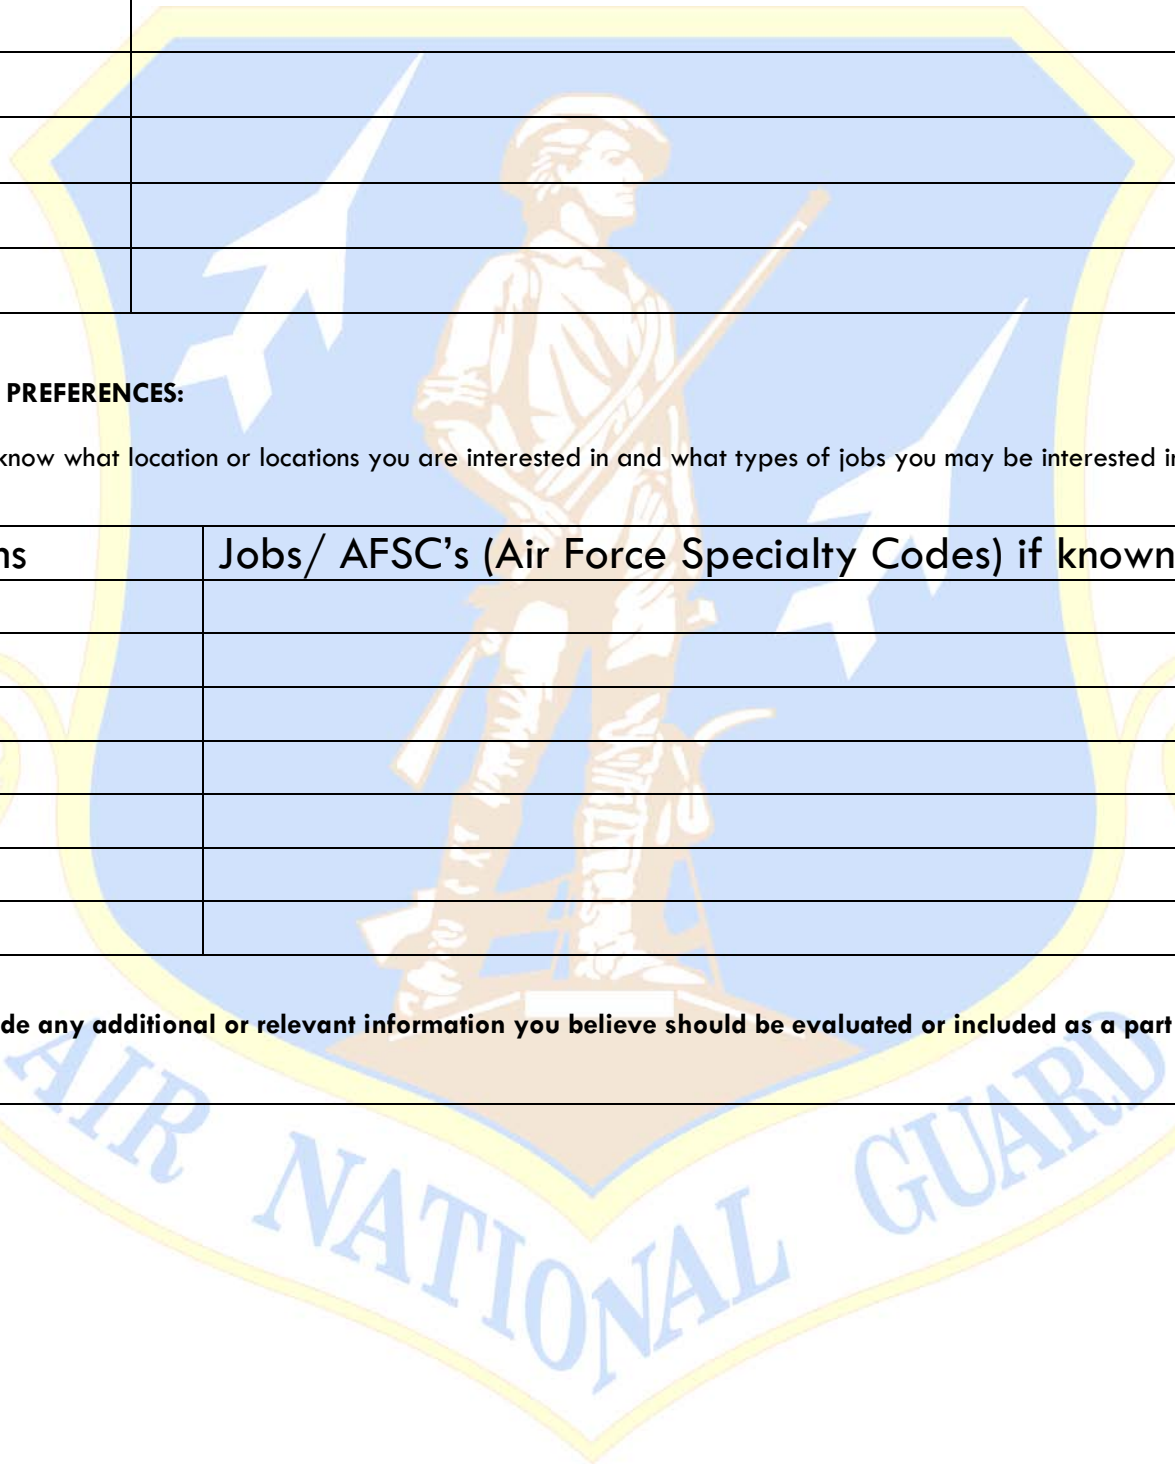 PREFERENCES:
know what location or locations you are interested in and what types of jobs you may be interested i
ns
Jobs/ AFSC's (Air Force Specialty Codes) if known
de any additional or relevant information you believe should be evaluated or included as a part
AIR NATIONAL GUARD